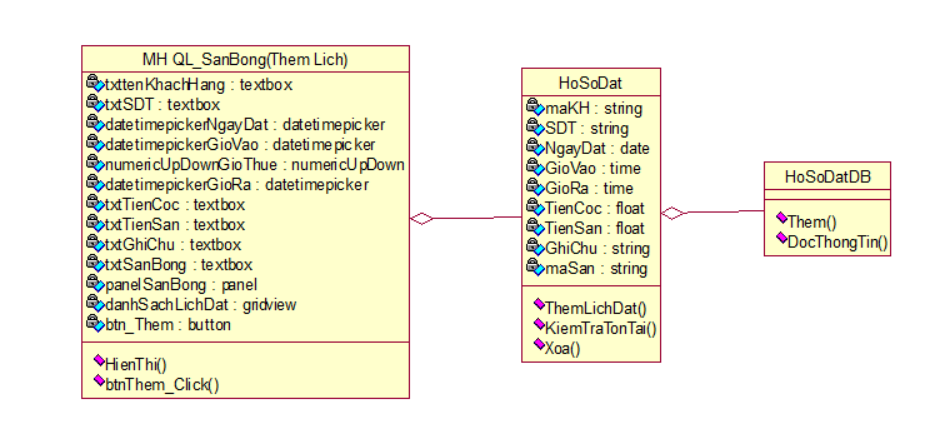 MH QL_SanBong(Them Lich)
txttenKhachHang : textbox
txtSDT : textbox
datetimepickerNgayDat : datetimepicker
datetimepickerGioVao : datetimepicker
numericUpDownGioThue : numericUpDown
datetimepickerGioRa : datetimepicker
txtTienCoc : textbox
txtTienSan : textbox
txtGhiChu : textbox
txtSanBong : textbox
panelSanBong : panel
danhSachLichDat : gridview
btn_Them : button
HienThi()
btnThem_Click()
HoSoDat
maKH : string
SDT : string
NgayDat : date
GioVao : time
GioRa : time
TienCoc : float
TienSan : float
GhiChu : string
maSan : string
ThemLichDat()
KiemTraTonTai()
Xoa()
HoSoDatDB
Them()
DocThongTin()